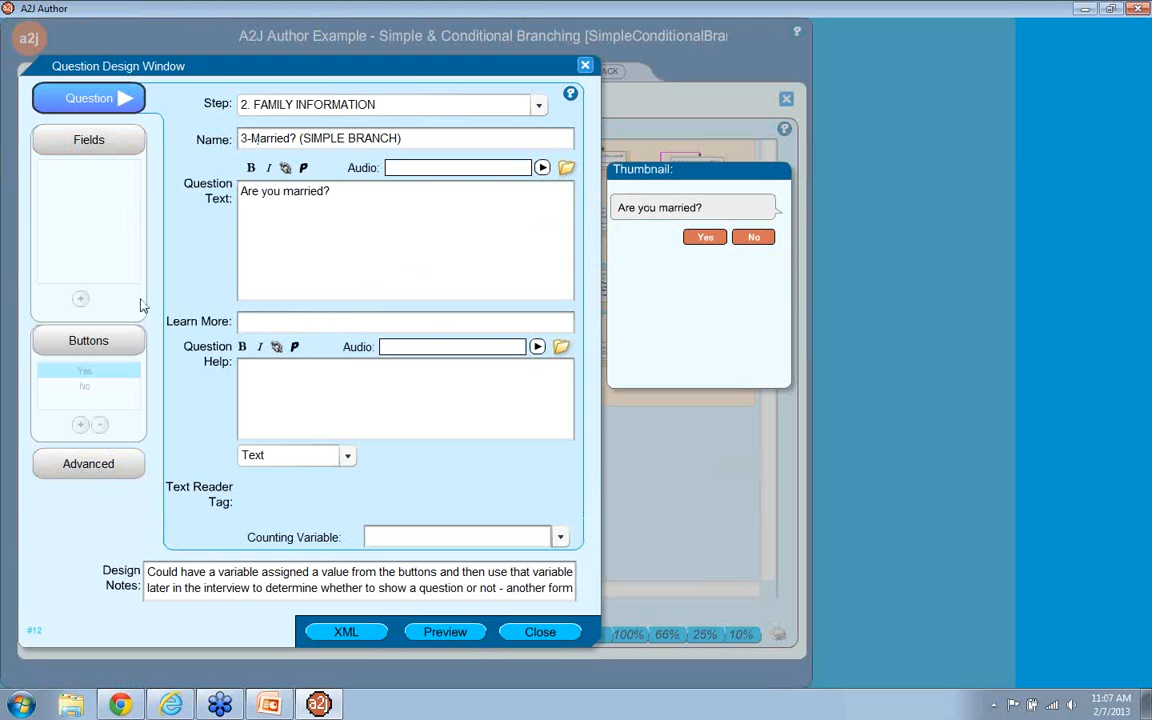 A2J Author
a2j
A2J Author Example - Simple & Conditional Branching [SimpleConditionalBra
?
Question Design Window
ACK
Question
Step:
2. FAMILY INFORMATION
?
Fields
Name:
3-Married? (SIMPLE BRANCH)
B I P
Audio:
Question
Text:
Are you married?
Thumbnail:
Are you married?
Yes
No
Learn More:
Buttons
Question
Help:
B I P
Audio:
Yes
No
Text
Advanced
Text Reader
Tag:
Counting Variable:
Design
Notes:
Could have a variable assigned a value from the buttons and then use that variable
later in the interview to determine whether to show a question or not - another form
#12
XML
Preview
Close
100%
66%
25%
10%
11:07 AM
2/7/2013